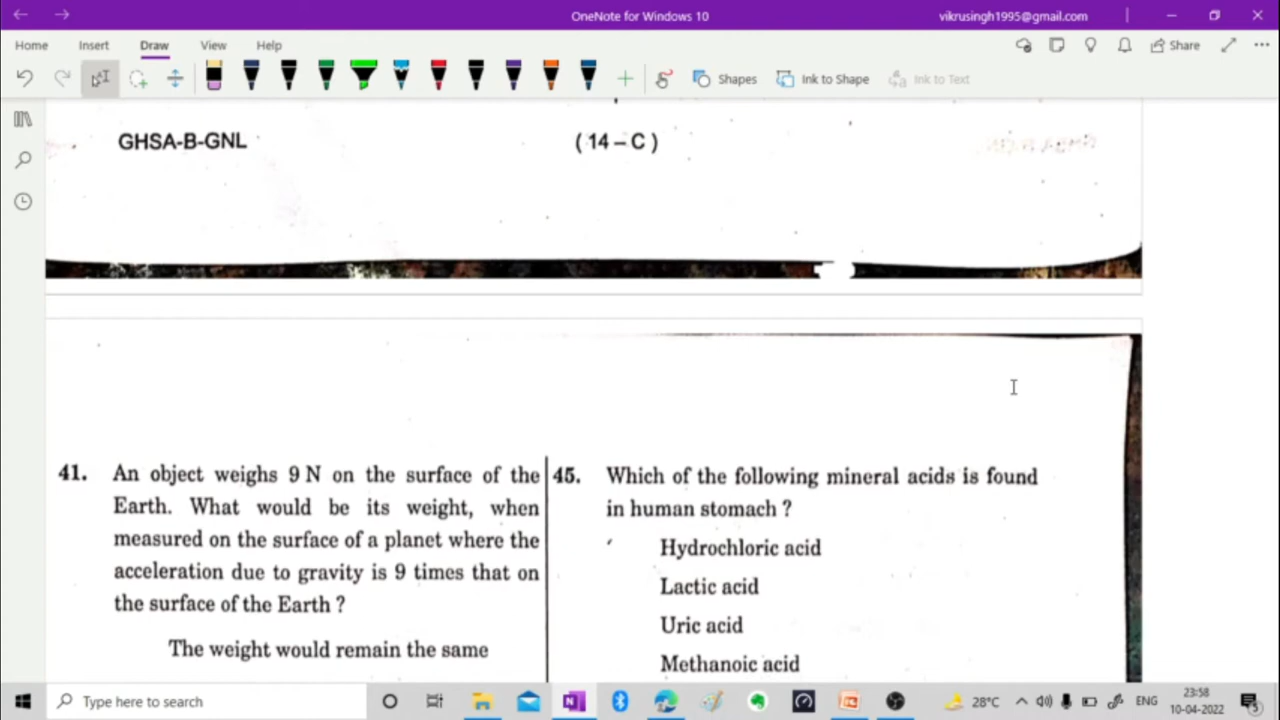 OneNote for Windows 10
vikrusingh1995@gmail.com
Home
Insert
Draw
View
Help
Share
Shapes
Ink to Shape
Ink to Text
GHSA-B-GNL
( 14 – C )
41. An object weighs 9 N on the surface of the
Earth. What would be its weight, when
measured on the surface of a planet where the
acceleration due to gravity is 9 times that on
the surface of the Earth ?
The weight would remain the same
45. Which of the following mineral acids is found
in human stomach ?
Hydrochloric acid
Lactic acid
Uric acid
Methanoic acid
Type here to search
28°C
ENG
23:58
10-04-2022